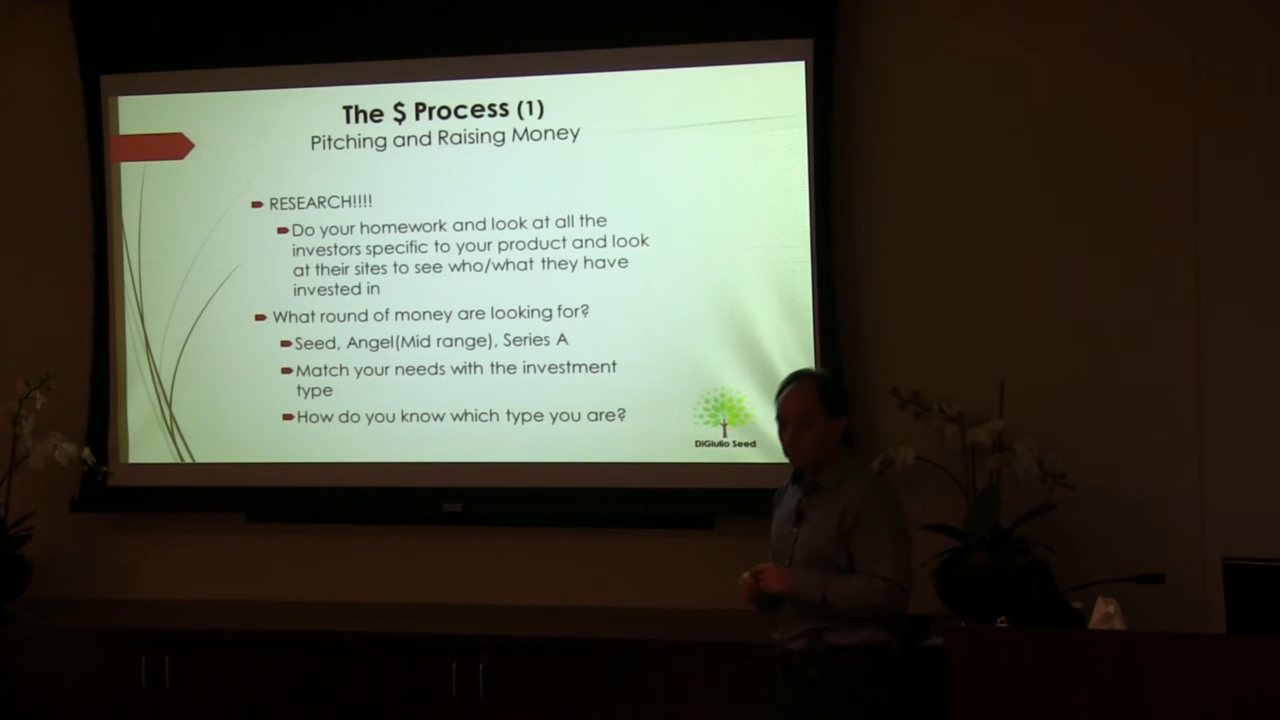 The $ Process (1)
Pitching and Raising Money
RESEARCH!!!!
Do your homework and look at all the
investors specific to your product and look
at their sites to see who/what they have
invested in
What round of money are looking for?
Seed, Angel(Mid range), Series A
Match your needs with the investment
type
How do you know which type you are?
DiGiulio Seed